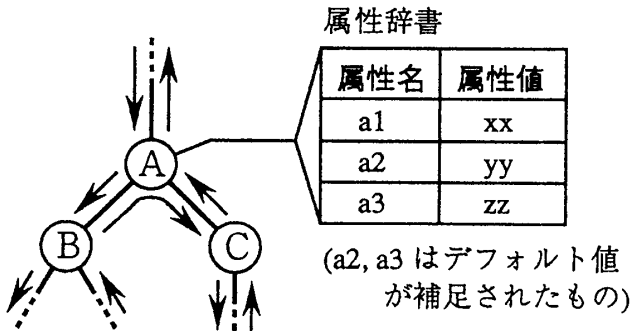 属性辞書
属性名 属性値
a1 xx
a2 yy
a3 zz
A
B
C
(a2, a3 はデフォルト値
が補足されたもの)